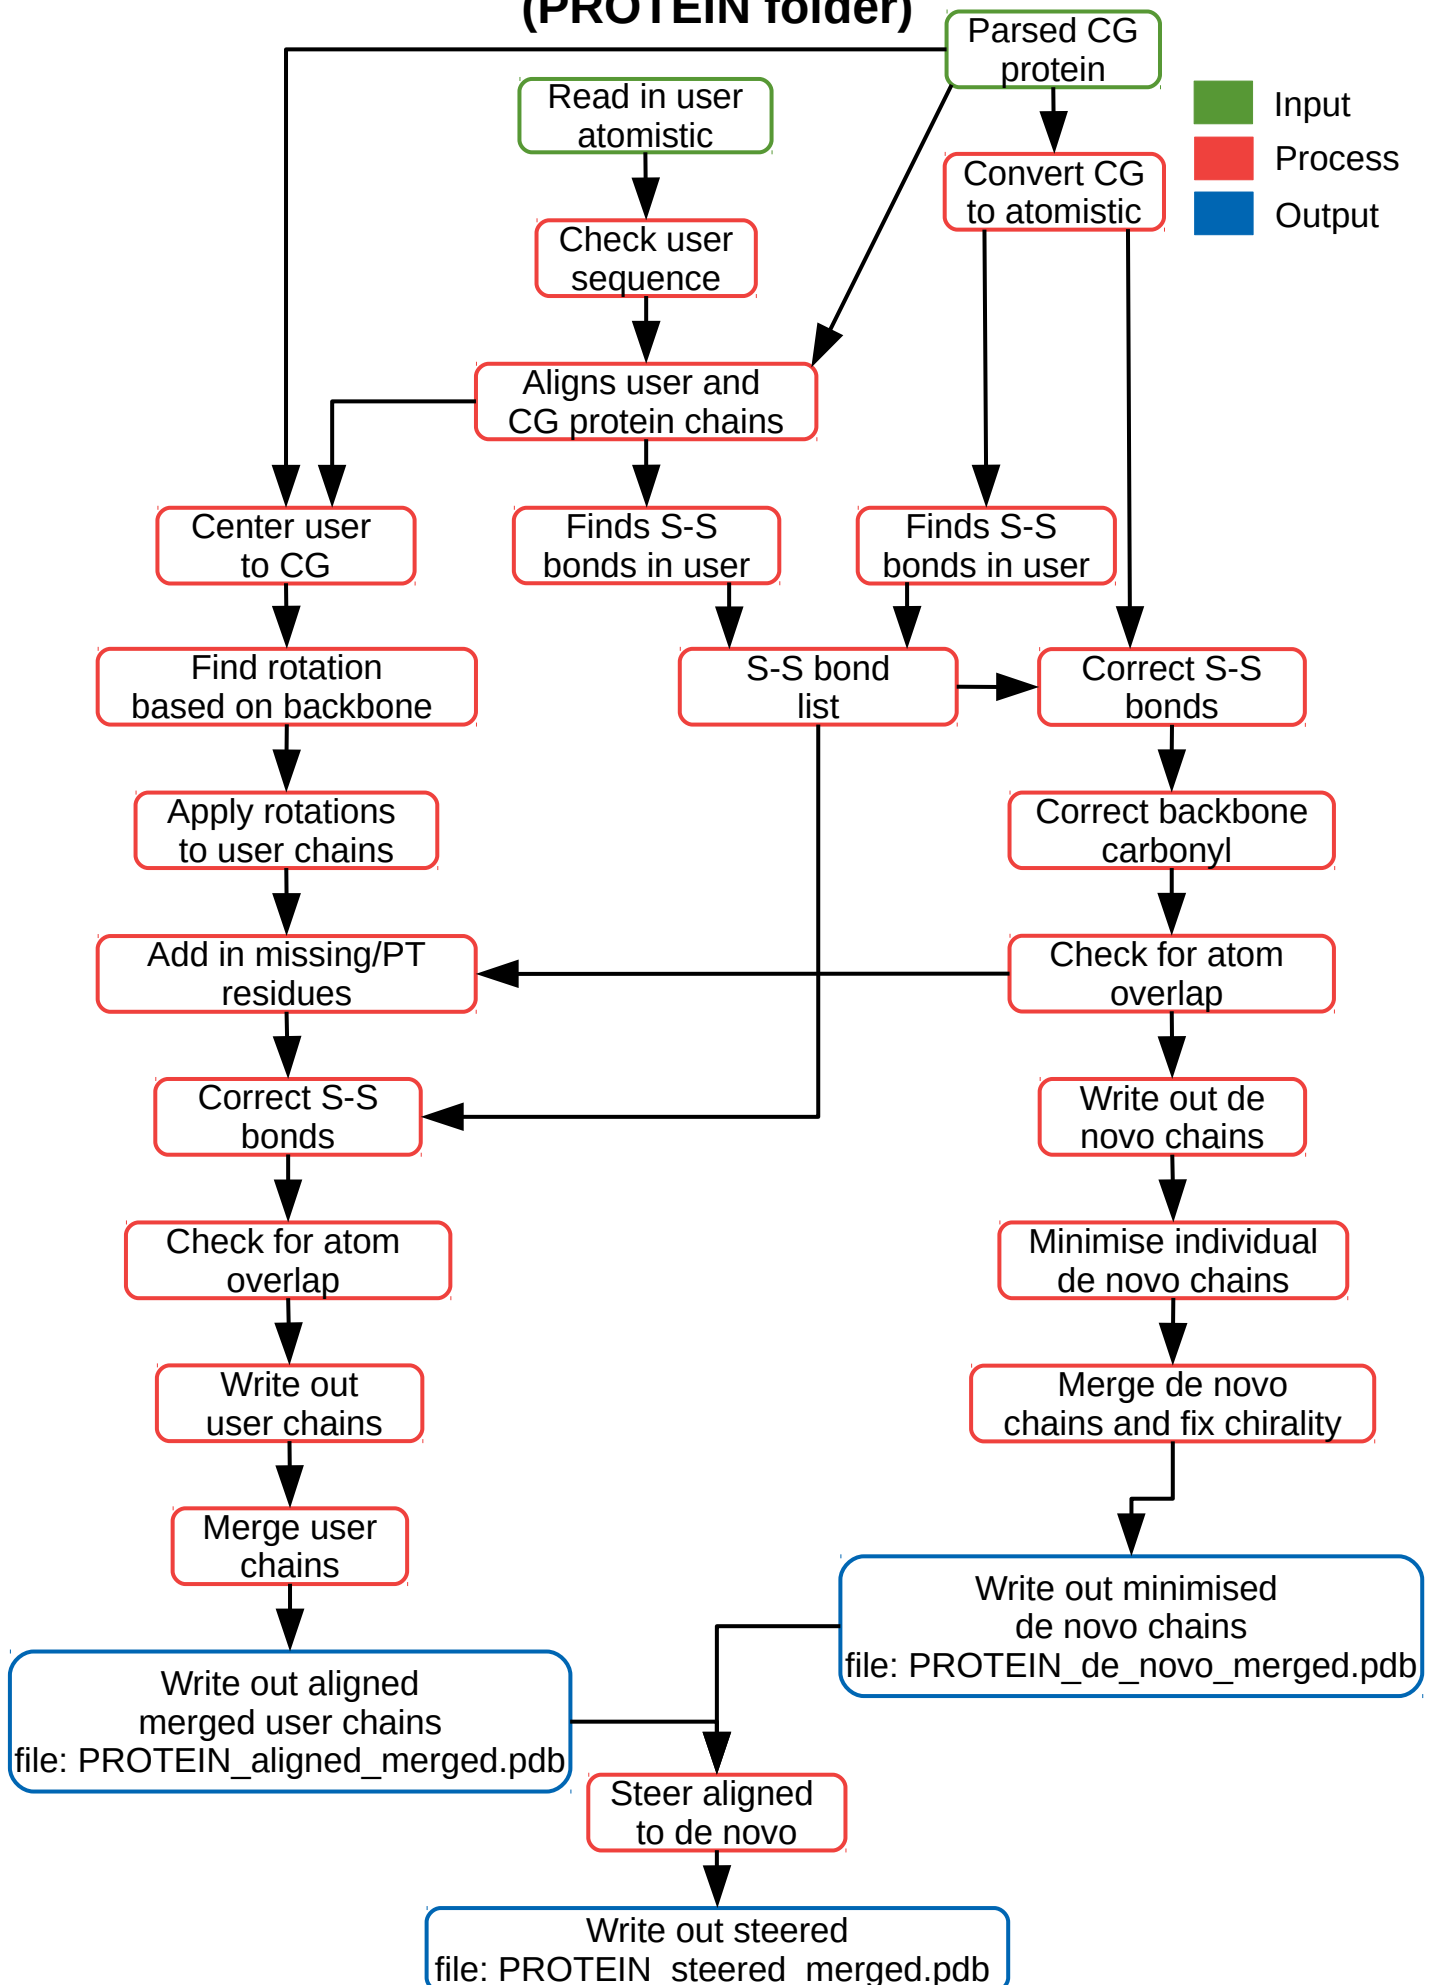 (PROTEIN folder)
Parsed CG
protein
Read in user
atomistic
Input
Process
Output
Convert CG
to atomistic
Check user
sequence
Aligns user and
CG protein chains
Center user
to CG
Finds S-S
bonds in user
Finds S-S
bonds in user
Find rotation
based on backbone
S-S bond
list
Correct S-S
bonds
Apply rotations
to user chains
Correct backbone
carbonyl
Add in missing/PT
residues
Check for atom
overlap
Correct S-S
bonds
Write out de
novo chains
Check for atom
overlap
Minimise individual
de novo chains
Write out
user chains
Merge de novo
chains and fix chirality
Merge user
chains
Write out minimised
de novo chains
file: PROTEIN_de_novo_merged.pdb
Write out aligned
merged user chains
file: PROTEIN_aligned_merged.pdb
Steer aligned
to de novo
Write out steered
file: PROTEIN_steered_merged.pdb